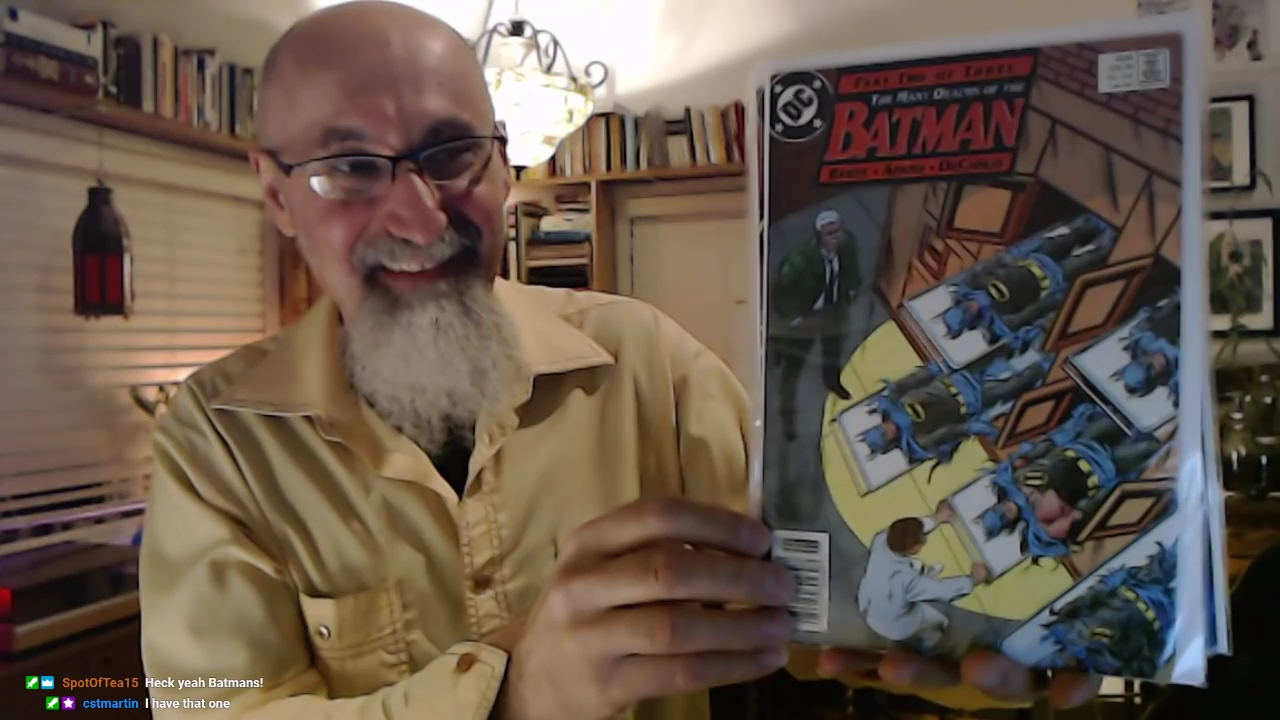 PART TWO OF THREE
THE MANY DEATHS OF THE
DC
BATMAN
BYRNE • APARO • DECARLO
SpotOfTea15 Heck yeah Batmans!
cstmartin I have that one